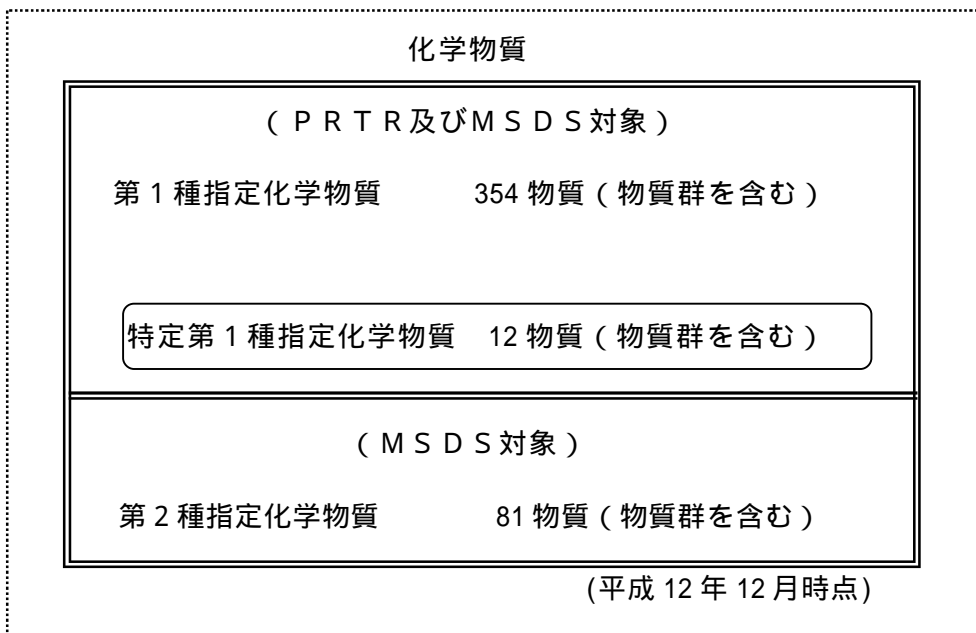 化学物質
（ＰＲＴＲ及びＭＳＤＳ対象）
第１種指定化学物質 354 物質（物質群を含む）
特定第１種指定化学物質 12 物質（物質群を含む）
（ＭＳＤＳ対象）
第２種指定化学物質 81 物質（物質群を含む）
(平成 12 年 12 月時点)